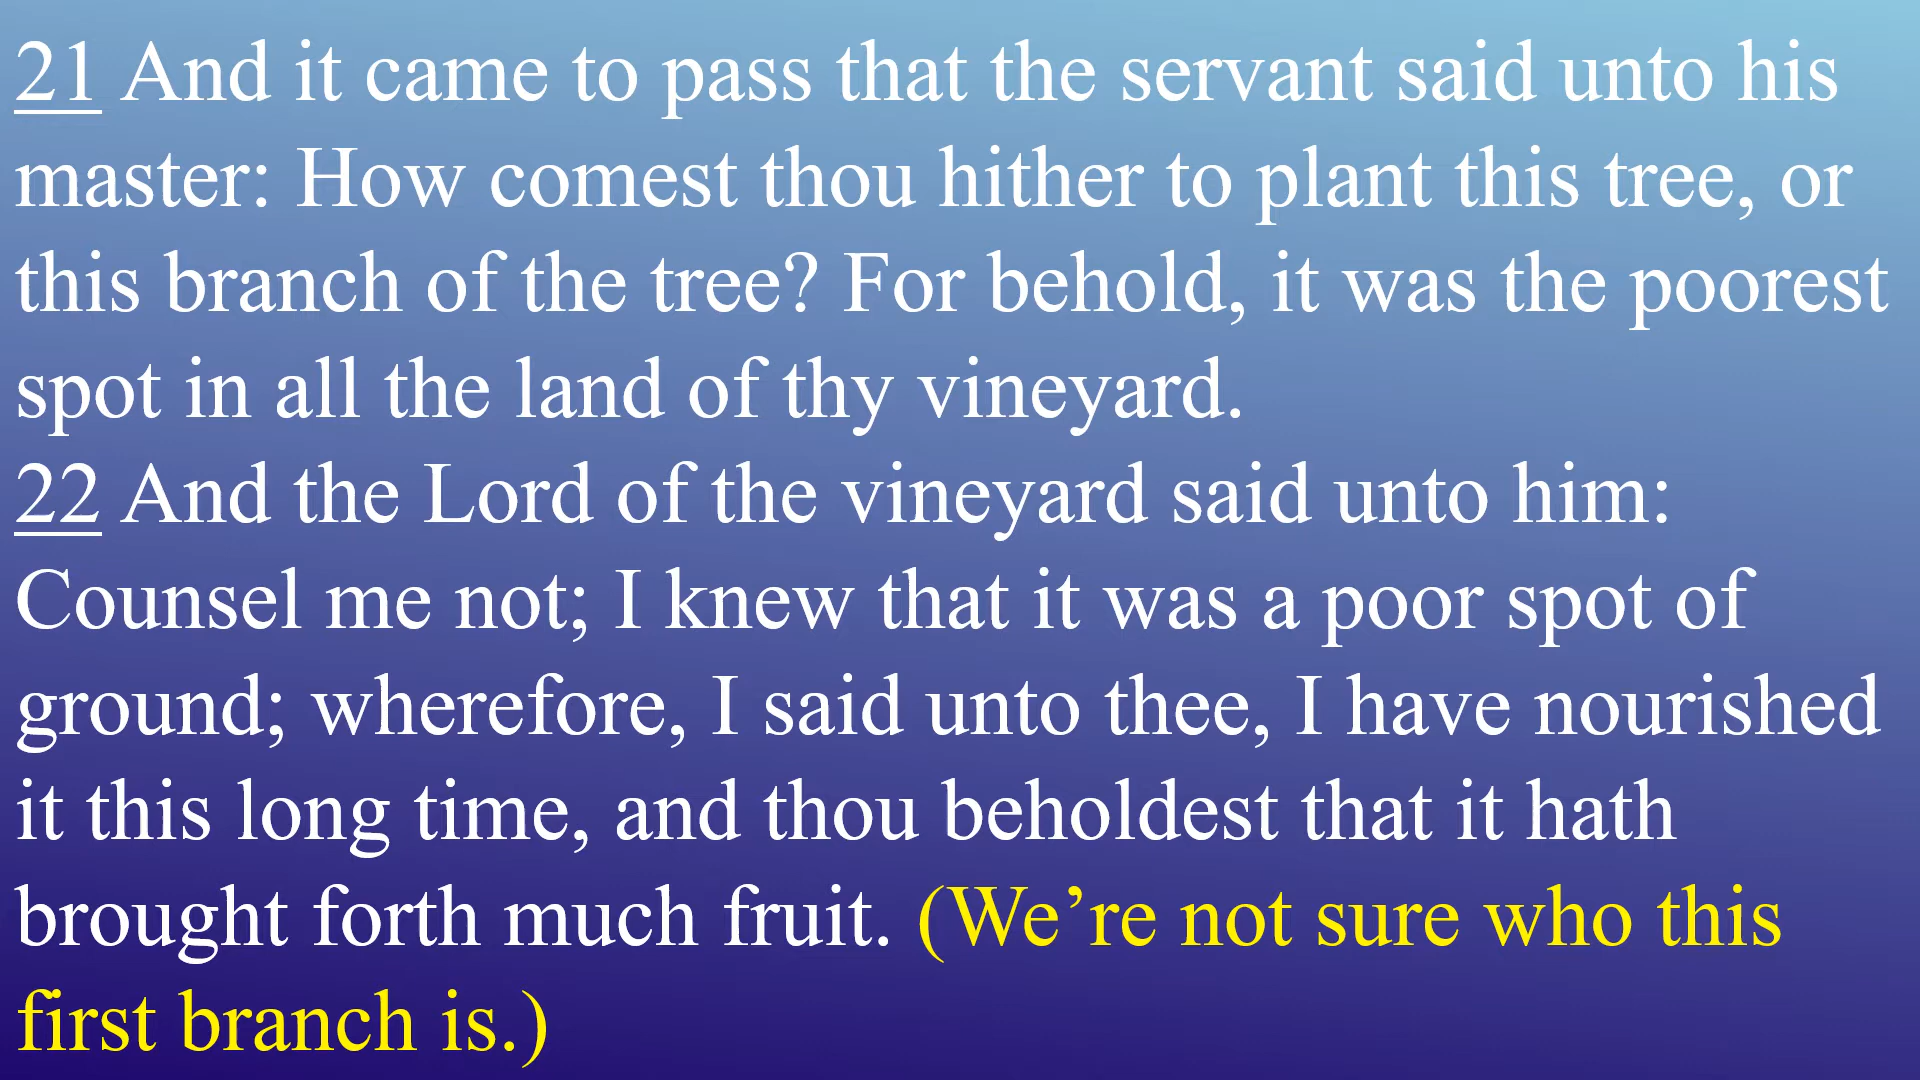 21 And it came to pass that the servant said unto his
master: How comest thou hither to plant this tree, or
this branch of the tree? For behold, it was the poorest
spot in all the land of thy vineyard.
22 And the Lord of the vineyard said unto him:
Counsel me not; I knew that it was a poor spot of
ground; wherefore, I said unto thee, I have nourished
it this long time, and thou beholdest that it hath
brought forth much fruit. (We’re not sure who this
first branch is.)